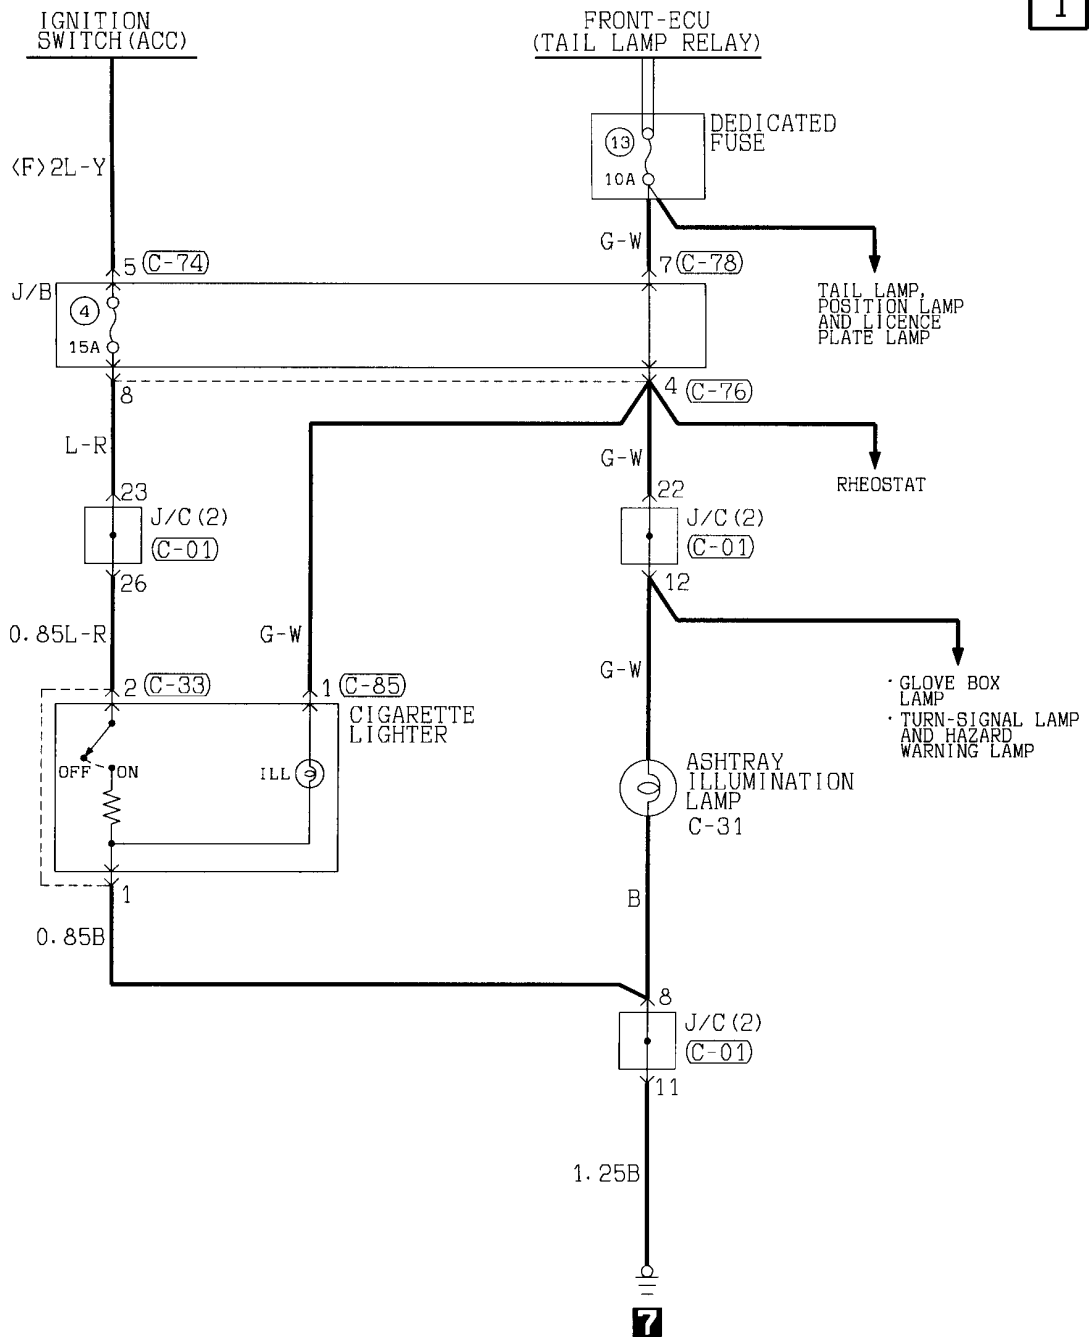 1
IGNITION
SWITCH(ACC)
FRONT-ECU
(TAIL LAMP RELAY)
DEDICATED
FUSE
13
10A
<F>2L-Y
G-W
5 C-74
7 C-78
J/B
4
15A
TAIL LAMP,
POSITION LAMP
AND LICENCE
PLATE LAMP
8
4 C-76
L-R
G-W
RHEOSTAT
23
22
J/C(2)
C-01
J/C(2)
C-01
26
12
0.85L-R
G-W
G-W
2 C-33
1 C-85
CIGARETTE
LIGHTER
· GLOVE BOX
LAMP
· TURN-SIGNAL LAMP
AND HAZARD
WARNING LAMP
OFF
ON
ILL
ASHTRAY
ILLUMINATION
LAMP
C-31
1
B
0.85B
8
J/C(2)
C-01
11
1.25B
7